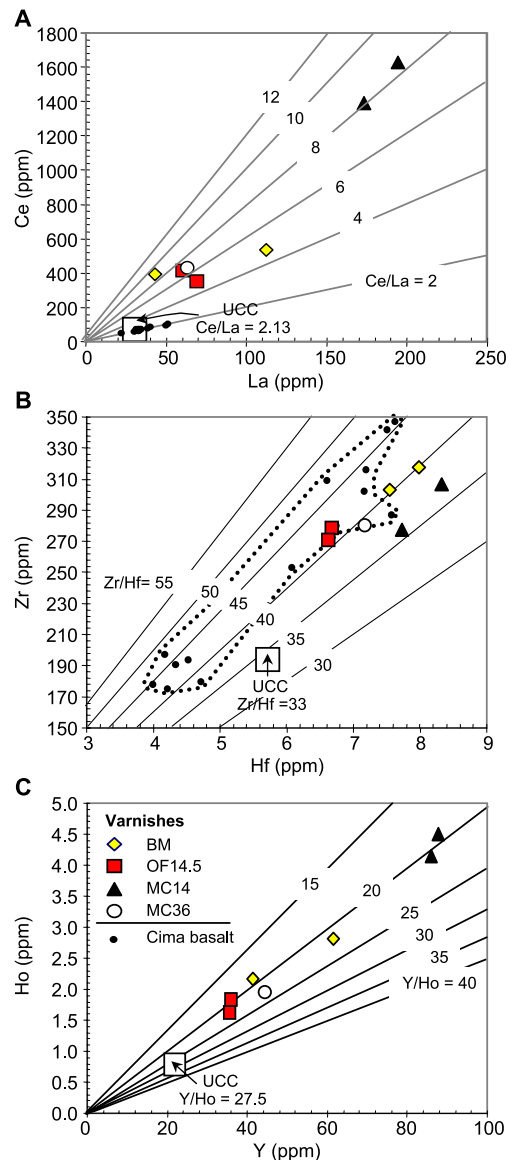 A
1800
1600
1400
1200
1000
800
600
400
200
0
Ce (ppm)
12
10
8
6
4
Ce/La = 2
UCC
Ce/La = 2.13
0 50 100 150 200 250
La (ppm)
B
350
330
310
290
270
250
230
210
190
170
150
Zr (ppm)
Zr/Hf= 55
50
45
40
35
30
UCC
Zr/Hf =33
3 4 5 6 7 8 9
Hf (ppm)
C
5.0
4.5
4.0
3.5
3.0
2.5
2.0
1.5
1.0
0.5
0.0
Ho (ppm)
Varnishes
BM
OF14.5
MC14
MC36
Cima basalt
15
20
25
30
35
Y/Ho = 40
UCC
Y/Ho = 27.5
0 20 40 60 80 100
Y (ppm)